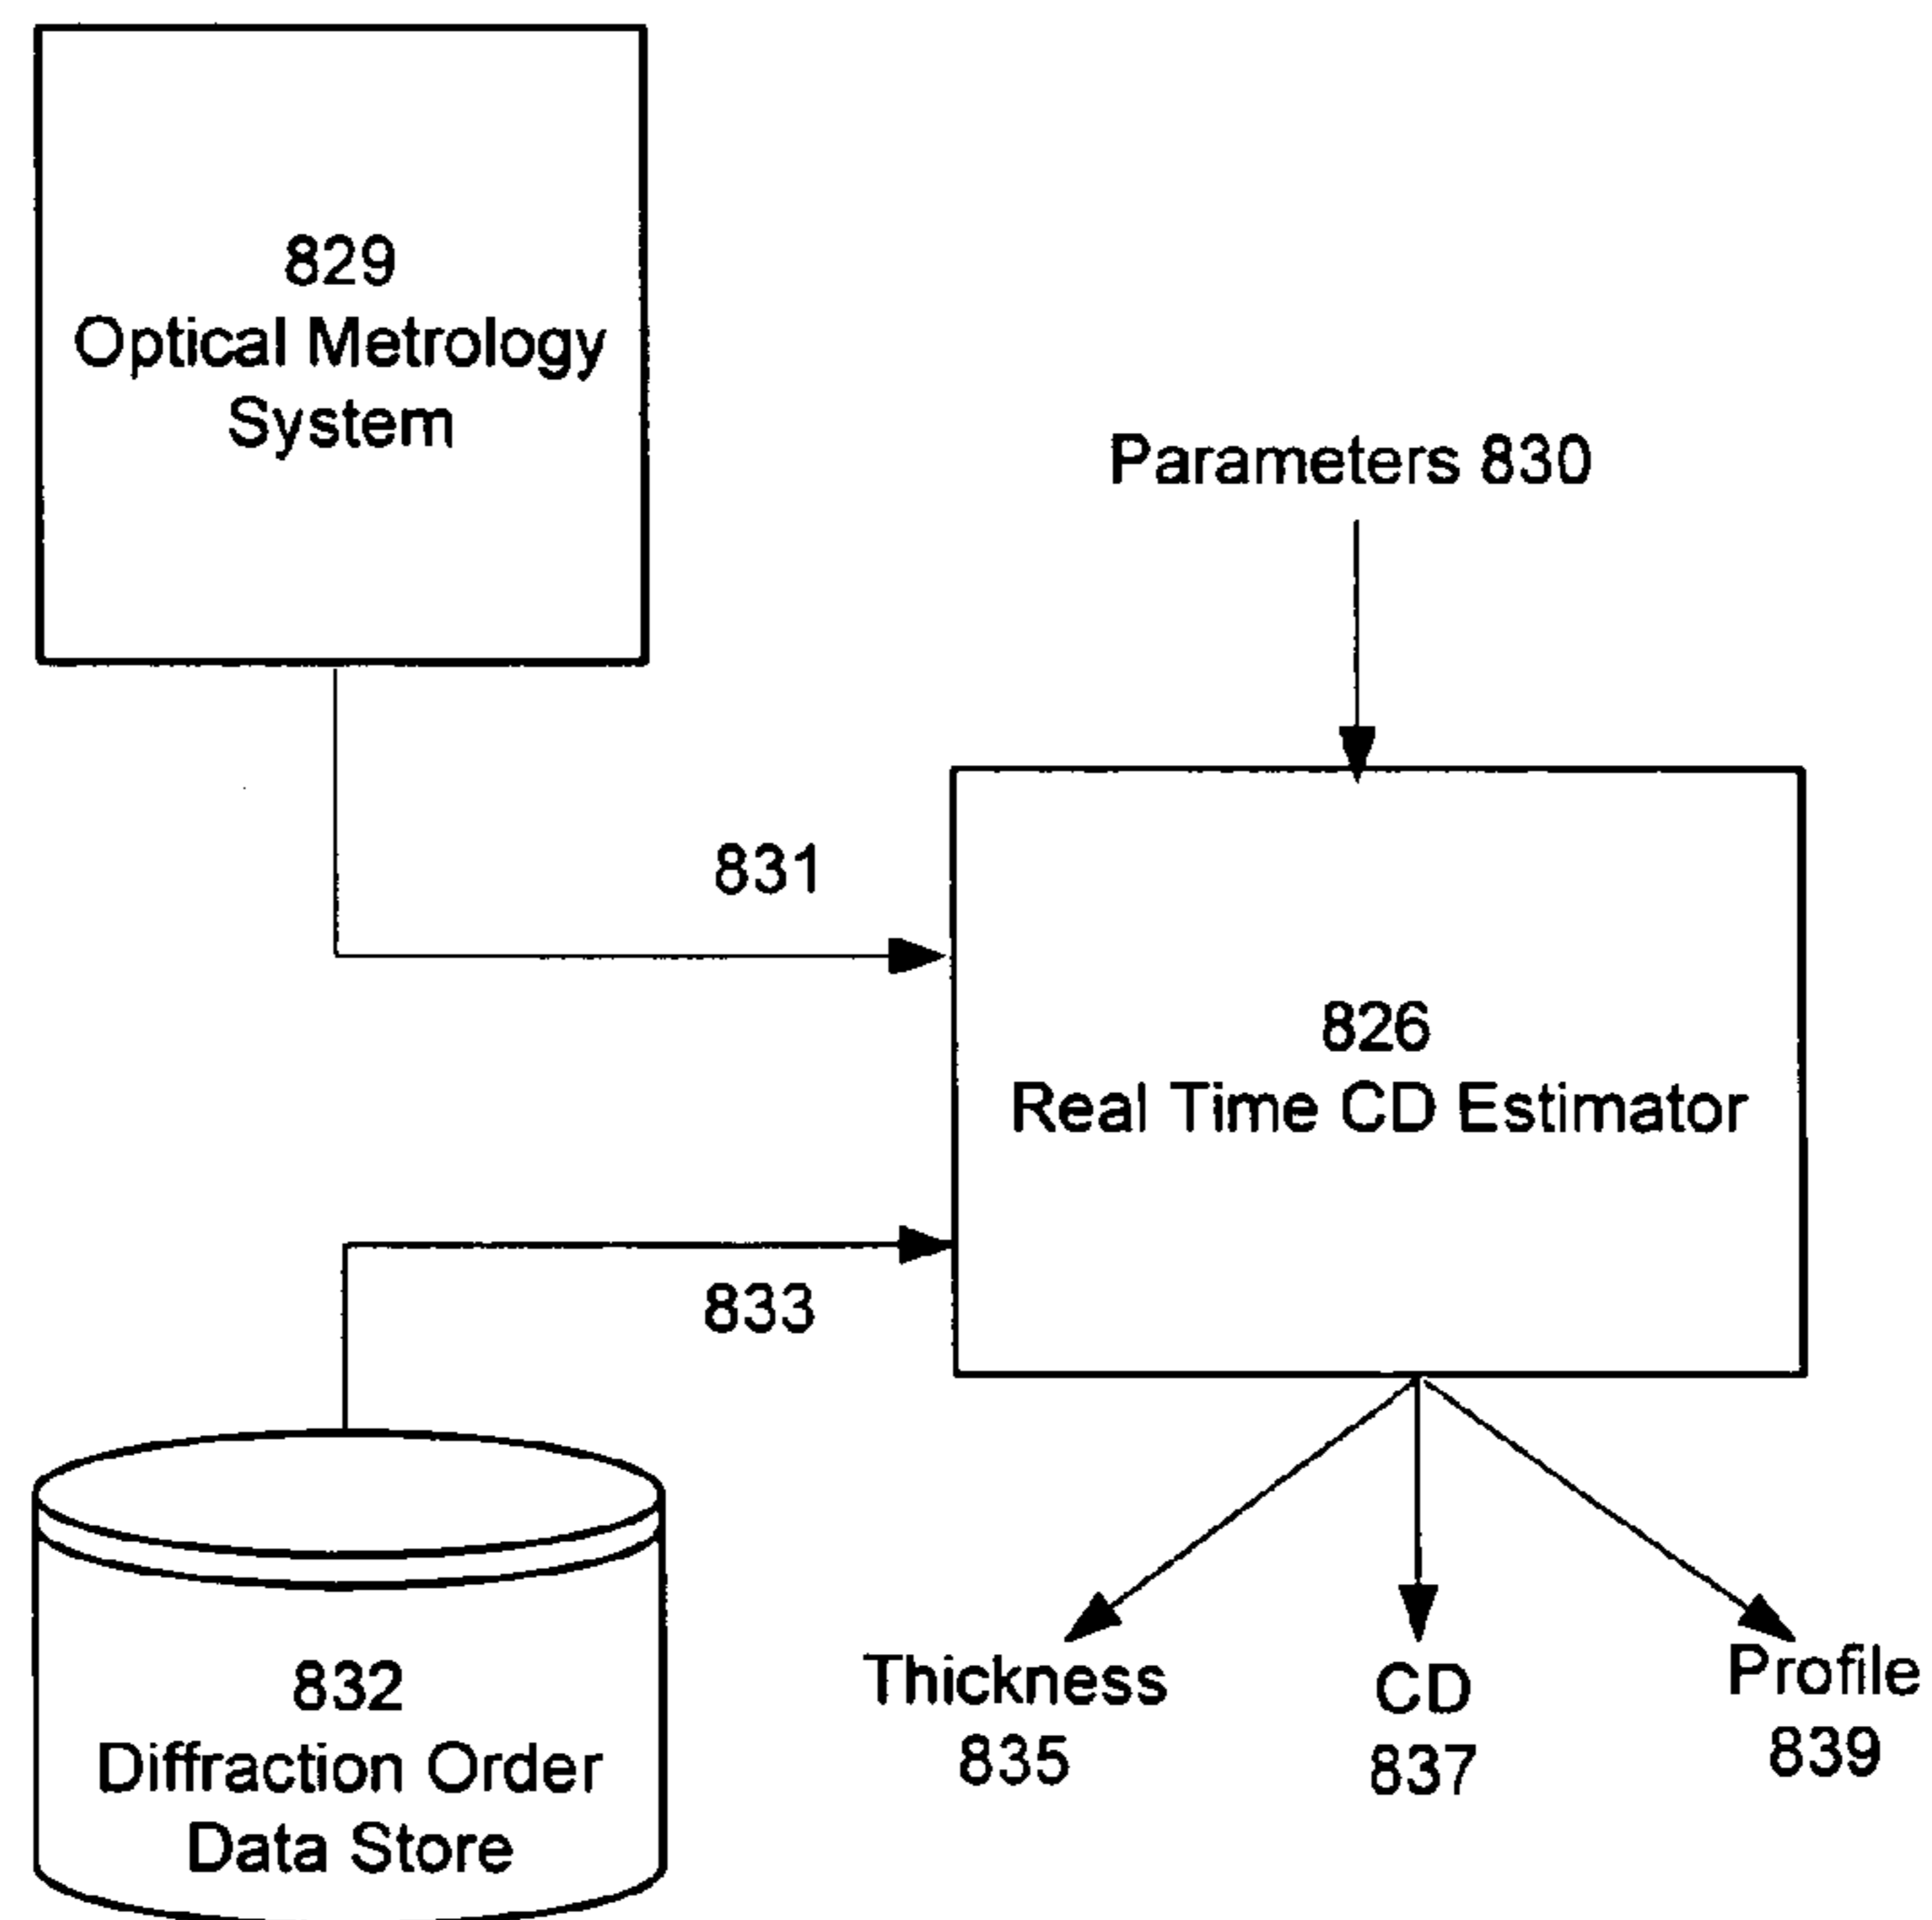 829
Optical Metrology
System
Parameters 830
831
826
Real Time CD Estimator
833
832
Diffraction Order
Data Store
Thickness
835
CD
837
Profile
839